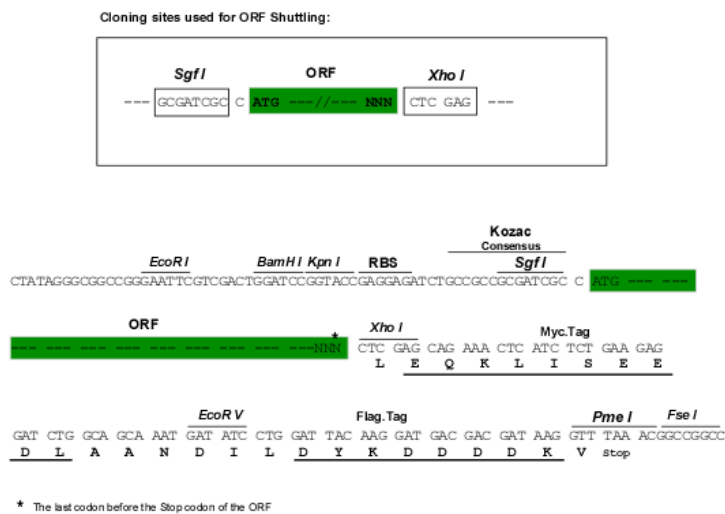 Cloning sites used for ORF Shuttling:
Sgf I ORF Xho I
--- GCGATCGC C ATG ---//--- NNN CTC GAG ---
Kozac
Consensus
EcoR I BamH I Kpn I RBS Sgf I
CTATAGGGCGGCCGGGAATTCGTCGACTGGATCCGGTACCGAGGAGATCTGCCGCCGCGATCGC C ATG --- ---
ORF Xho I Myc.Tag
*
--- --- --- --- --- --- --- --- --- ---NNN CTC GAG CAG AAA CTC ATC TCT GAA GAG
L E Q K L I S E E
EcoR V Flag.Tag Pme I Fse I
GAT CTG GCA GCA AAT GAT ATC CTG GAT TAC AAG GAT GAC GAC GAT AAG GTT TAA ACGGCCGGCC
D L A A N D I L D Y K D D D D K V Stop
* The last codon before the Stop codon of the ORF